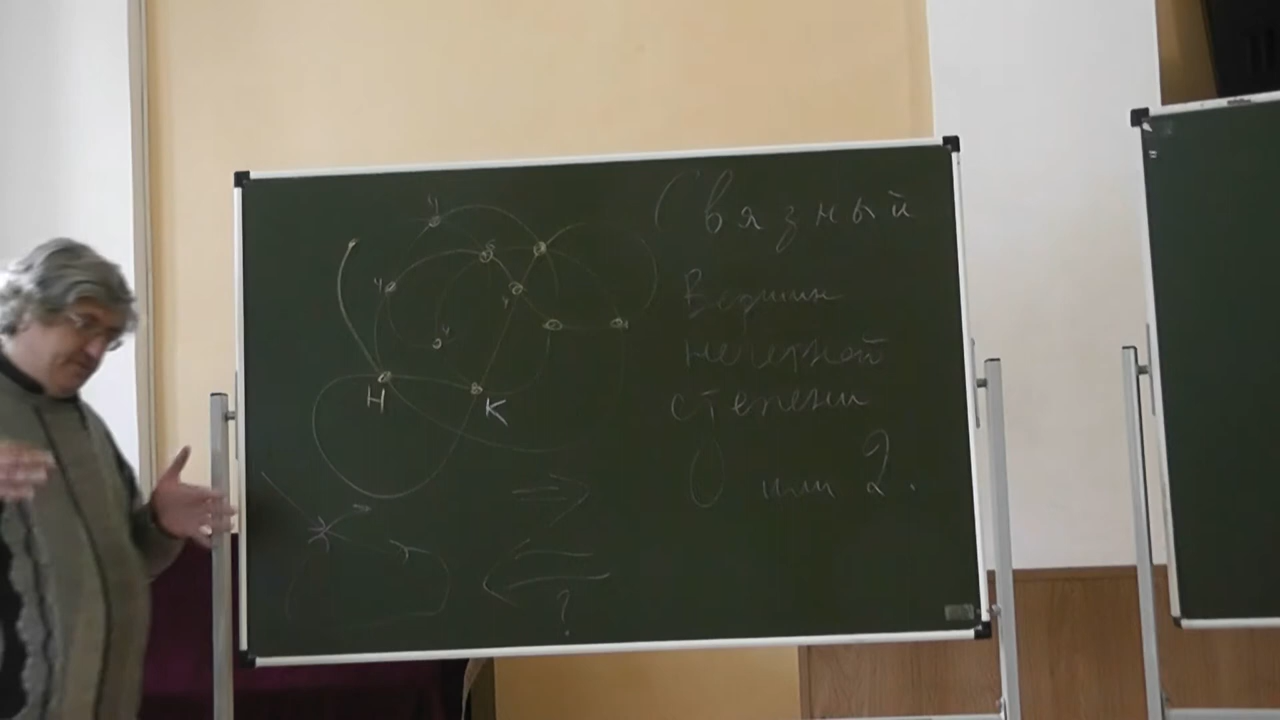 Связный
Вершин
нечетной
степени
0 или 2.
ч
ч
ч
ч
Н
К
?